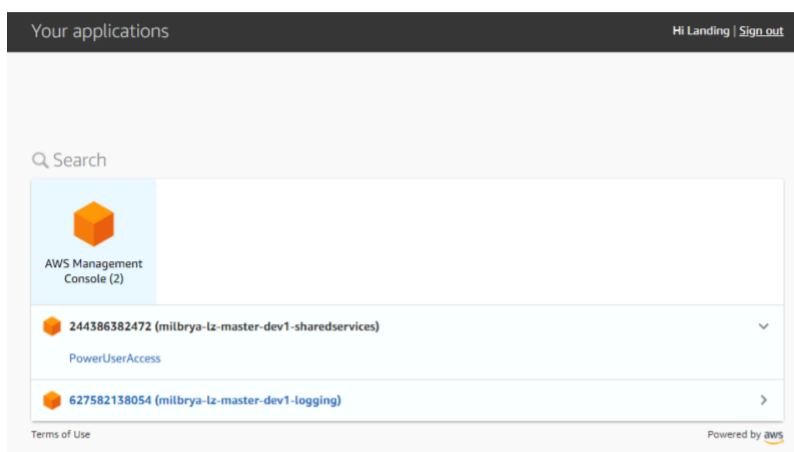 Your applications
Hi Landing | Sign out
Search
AWS Management
Console (2)
244386382472 (milbrya-lz-master-dev1-sharedservices)
PowerUserAccess
627582138054 (milbrya-lz-master-dev1-logging)
Terms of Use
Powered by aws